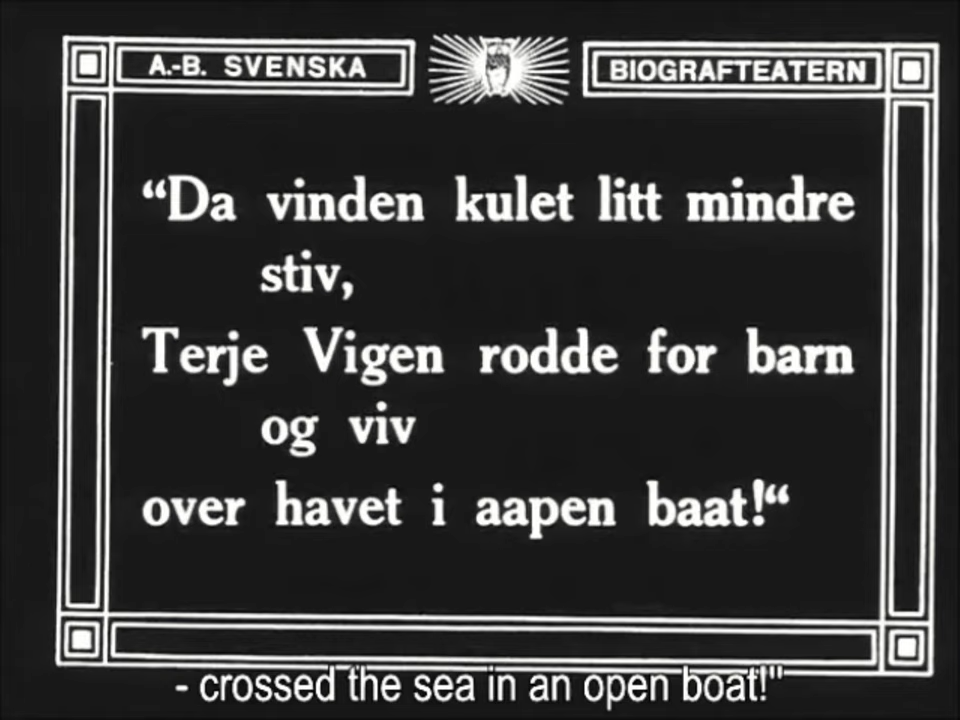 A.-B. SVENSKA BIOGRAFTEATERN
“Da vinden kulet litt mindre
stiv,
Terje Vigen rodde for barn
og viv
over havet i aapen baat!“
- crossed the sea in an open boat!"